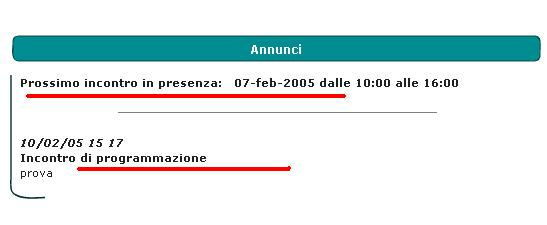 Annunci
Prossimo incontro in presenza: 07-feb-2005 dalle 10:00 alle 16:00
10/02/05 15 17
Incontro di programmazione
prova